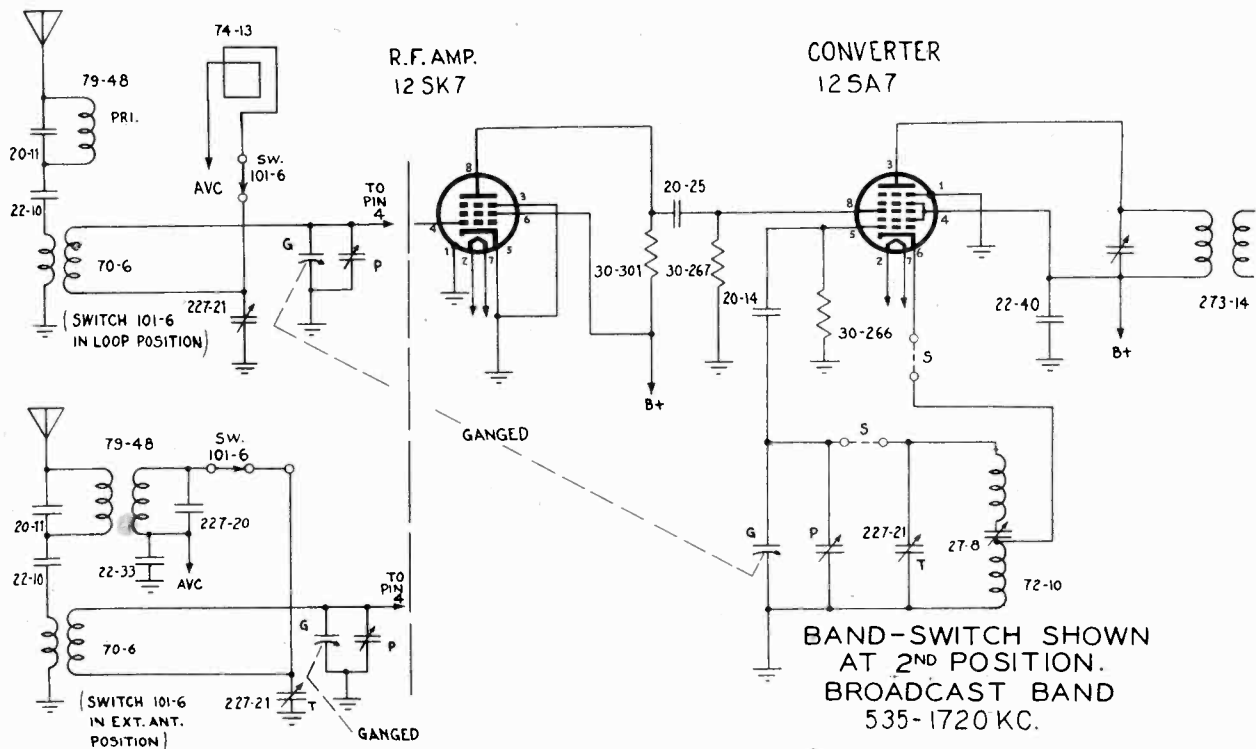 74-13
79-48
PRI.
20-11
22-10
AVC
SW.
101-6
TO
PIN
4
G
P
70-6
227-21
(SWITCH 101-6
IN LOOP POSITION)
R.F. AMP.
12SK7
8
3
6
4
1
2
7
5
20-25
30-301
30-267
B+
CONVERTER
12SA7
3
1
8
4
5
2
7
6
20-14
30-266
S
22-40
B+
273-14
GANGED
79-48
SW.
101-6
20-11
227-20
22-10
22-33
AVC
TO
PIN
4
G
P
70-6
(SWITCH 101-6
IN EXT. ANT.
POSITION)
227-21
T
GANGED
S
G
P
227-21
T
27-8
72-10
BAND-SWITCH SHOWN
AT 2ND POSITION.
BROADCAST BAND
535-1720 KC.